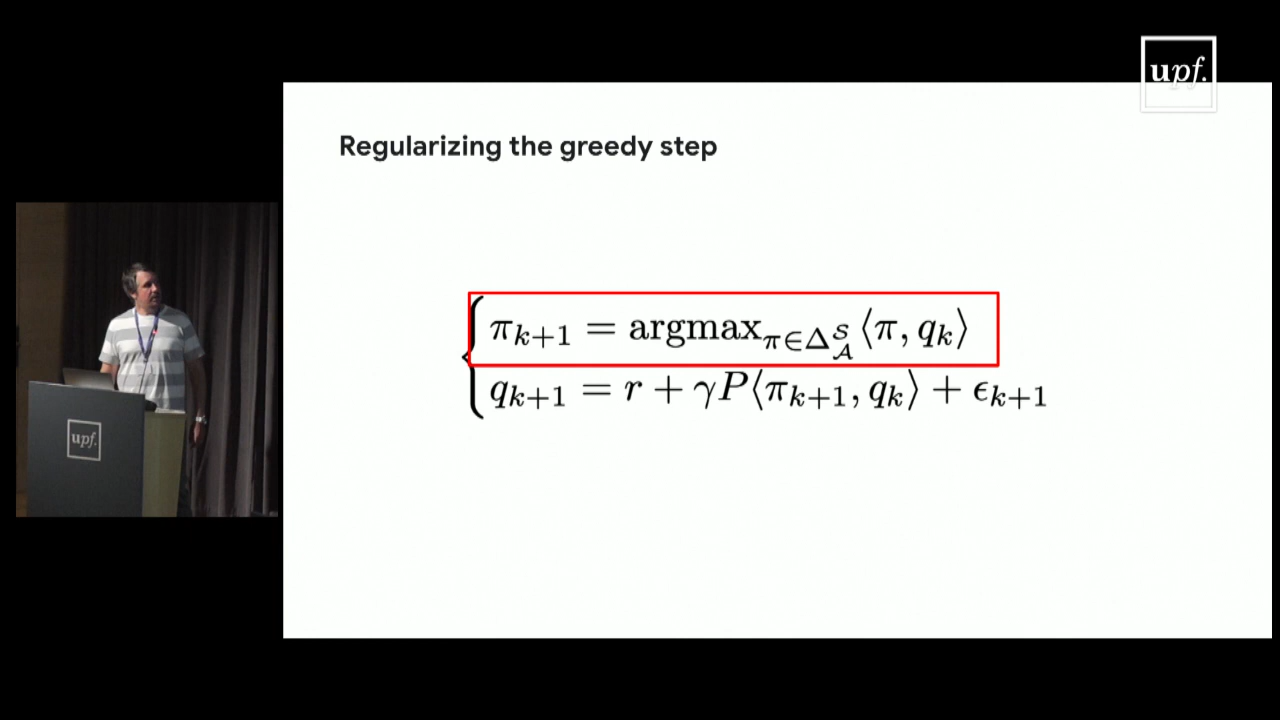 upf.
Regularizing the greedy step
π_{k+1} = argmax_{π∈Δ_𝒜^𝒮} ⟨π, q_k⟩
q_{k+1} = r + γP⟨π_{k+1}, q_k⟩ + ϵ_{k+1}
upf.